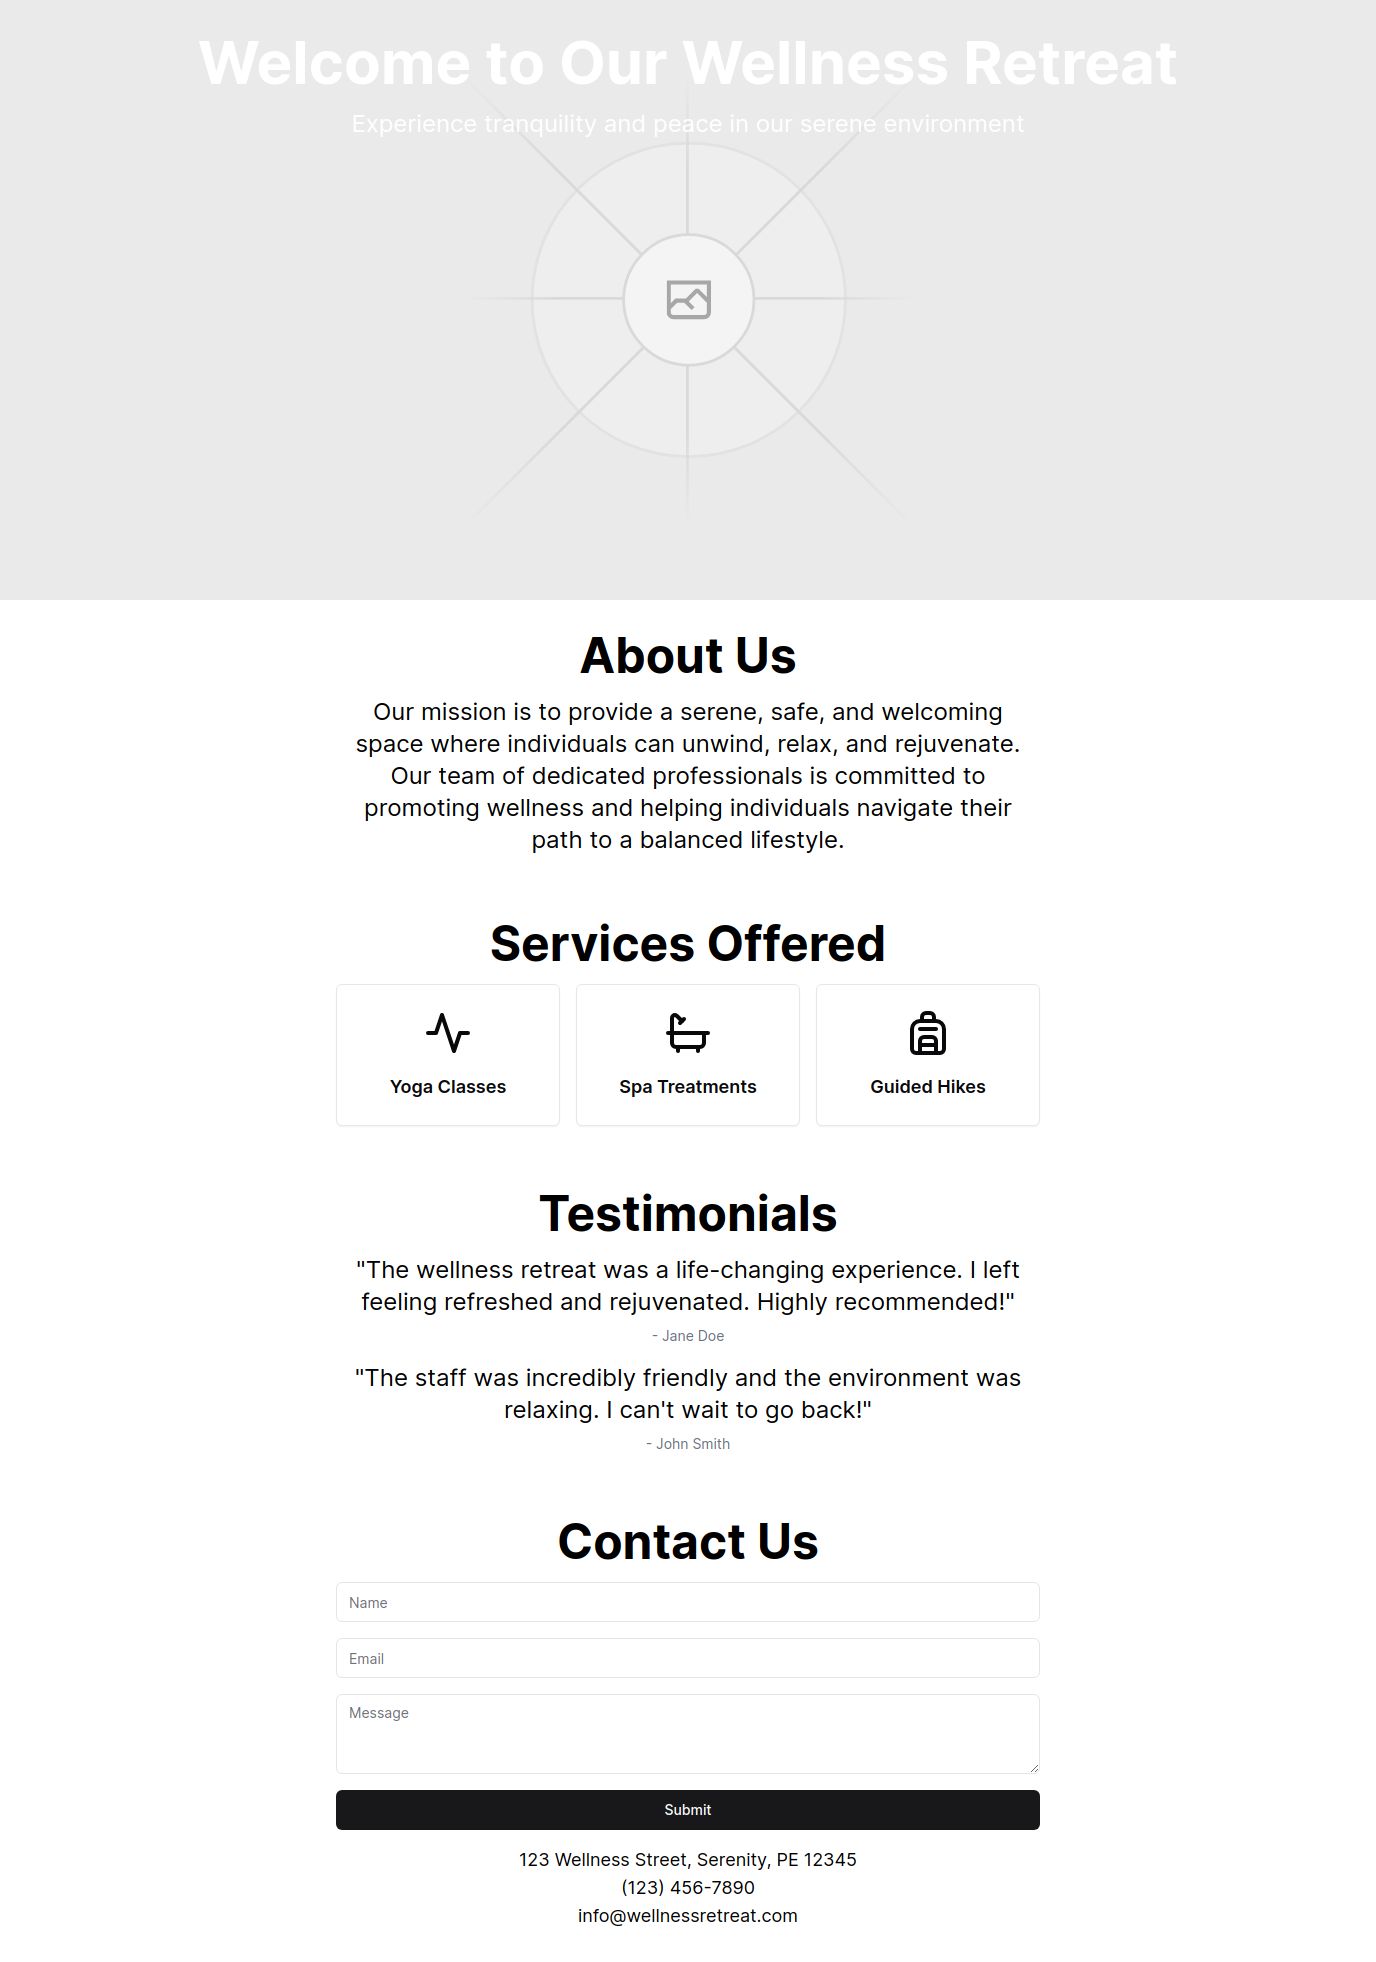 Welcome to Our Wellness Retreat
Experience tranquility and peace in our serene environment
About Us
Our mission is to provide a serene, safe, and welcoming
space where individuals can unwind, relax, and rejuvenate.
Our team of dedicated professionals is committed to
promoting wellness and helping individuals navigate their
path to a balanced lifestyle.
Services Offered
Yoga Classes
Spa Treatments
Guided Hikes
Testimonials
"The wellness retreat was a life-changing experience. I left
feeling refreshed and rejuvenated. Highly recommended!"
- Jane Doe
"The staff was incredibly friendly and the environment was
relaxing. I can't wait to go back!"
- John Smith
Contact Us
Name
Email
Message
Submit
123 Wellness Street, Serenity, PE 12345
(123) 456-7890
info@wellnessretreat.com